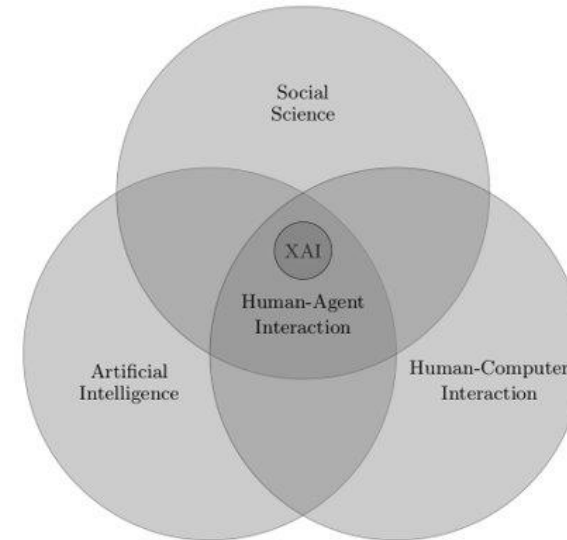 Social
Science
XAI
Human-Agent
Interaction
Artificial
Intelligence
Human-Computer
Interaction